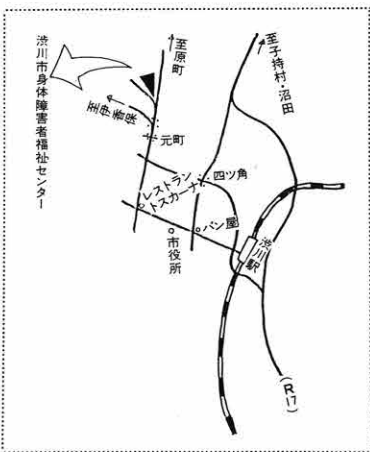 至原町
至子持村・沼田
渋川市身体障害者福祉センター
至伊香保
元町
四ツ角
レストラン
トスカーナ
パン屋
市役所
渋川駅
(R17)